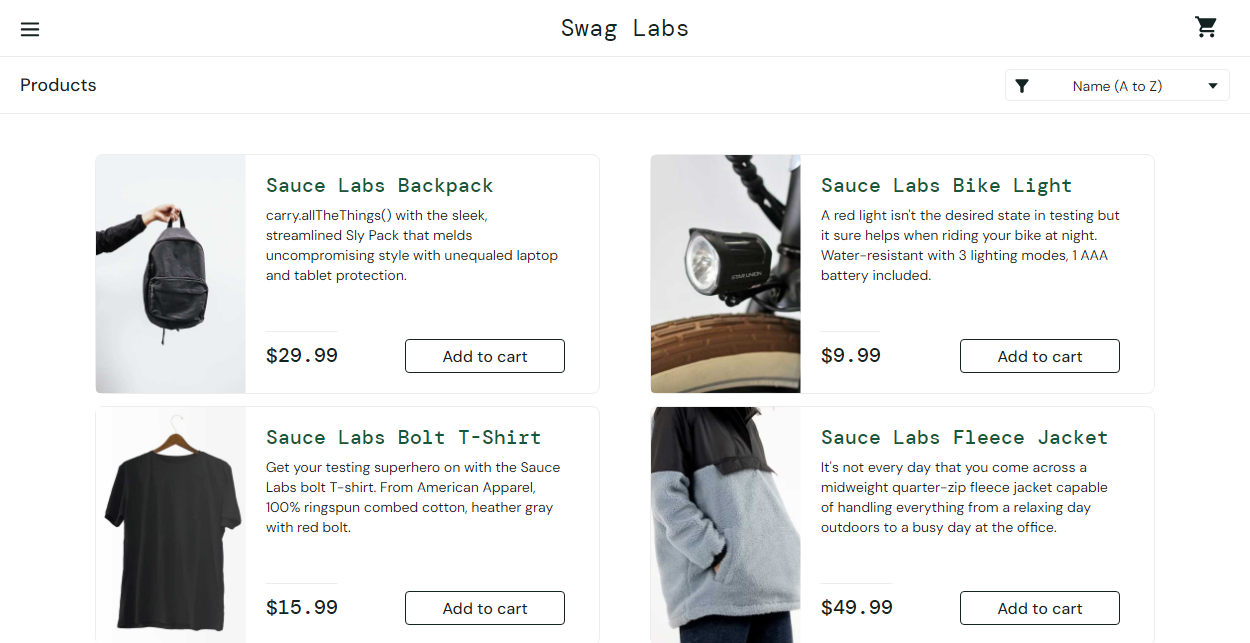 Swag Labs
Products
Name (A to Z)
Sauce Labs Backpack
carry.allTheThings() with the sleek,
streamlined Sly Pack that melds
uncompromising style with unequaled laptop
and tablet protection.
$29.99
Add to cart
Sauce Labs Bike Light
A red light isn't the desired state in testing but
it sure helps when riding your bike at night.
Water-resistant with 3 lighting modes, 1 AAA
battery included.
$9.99
Add to cart
STAR UNION
Sauce Labs Bolt T-Shirt
Get your testing superhero on with the Sauce
Labs bolt T-shirt. From American Apparel,
100% ringspun combed cotton, heather gray
with red bolt.
$15.99
Add to cart
Sauce Labs Fleece Jacket
It's not every day that you come across a
midweight quarter-zip fleece jacket capable
of handling everything from a relaxing day
outdoors to a busy day at the office.
$49.99
Add to cart